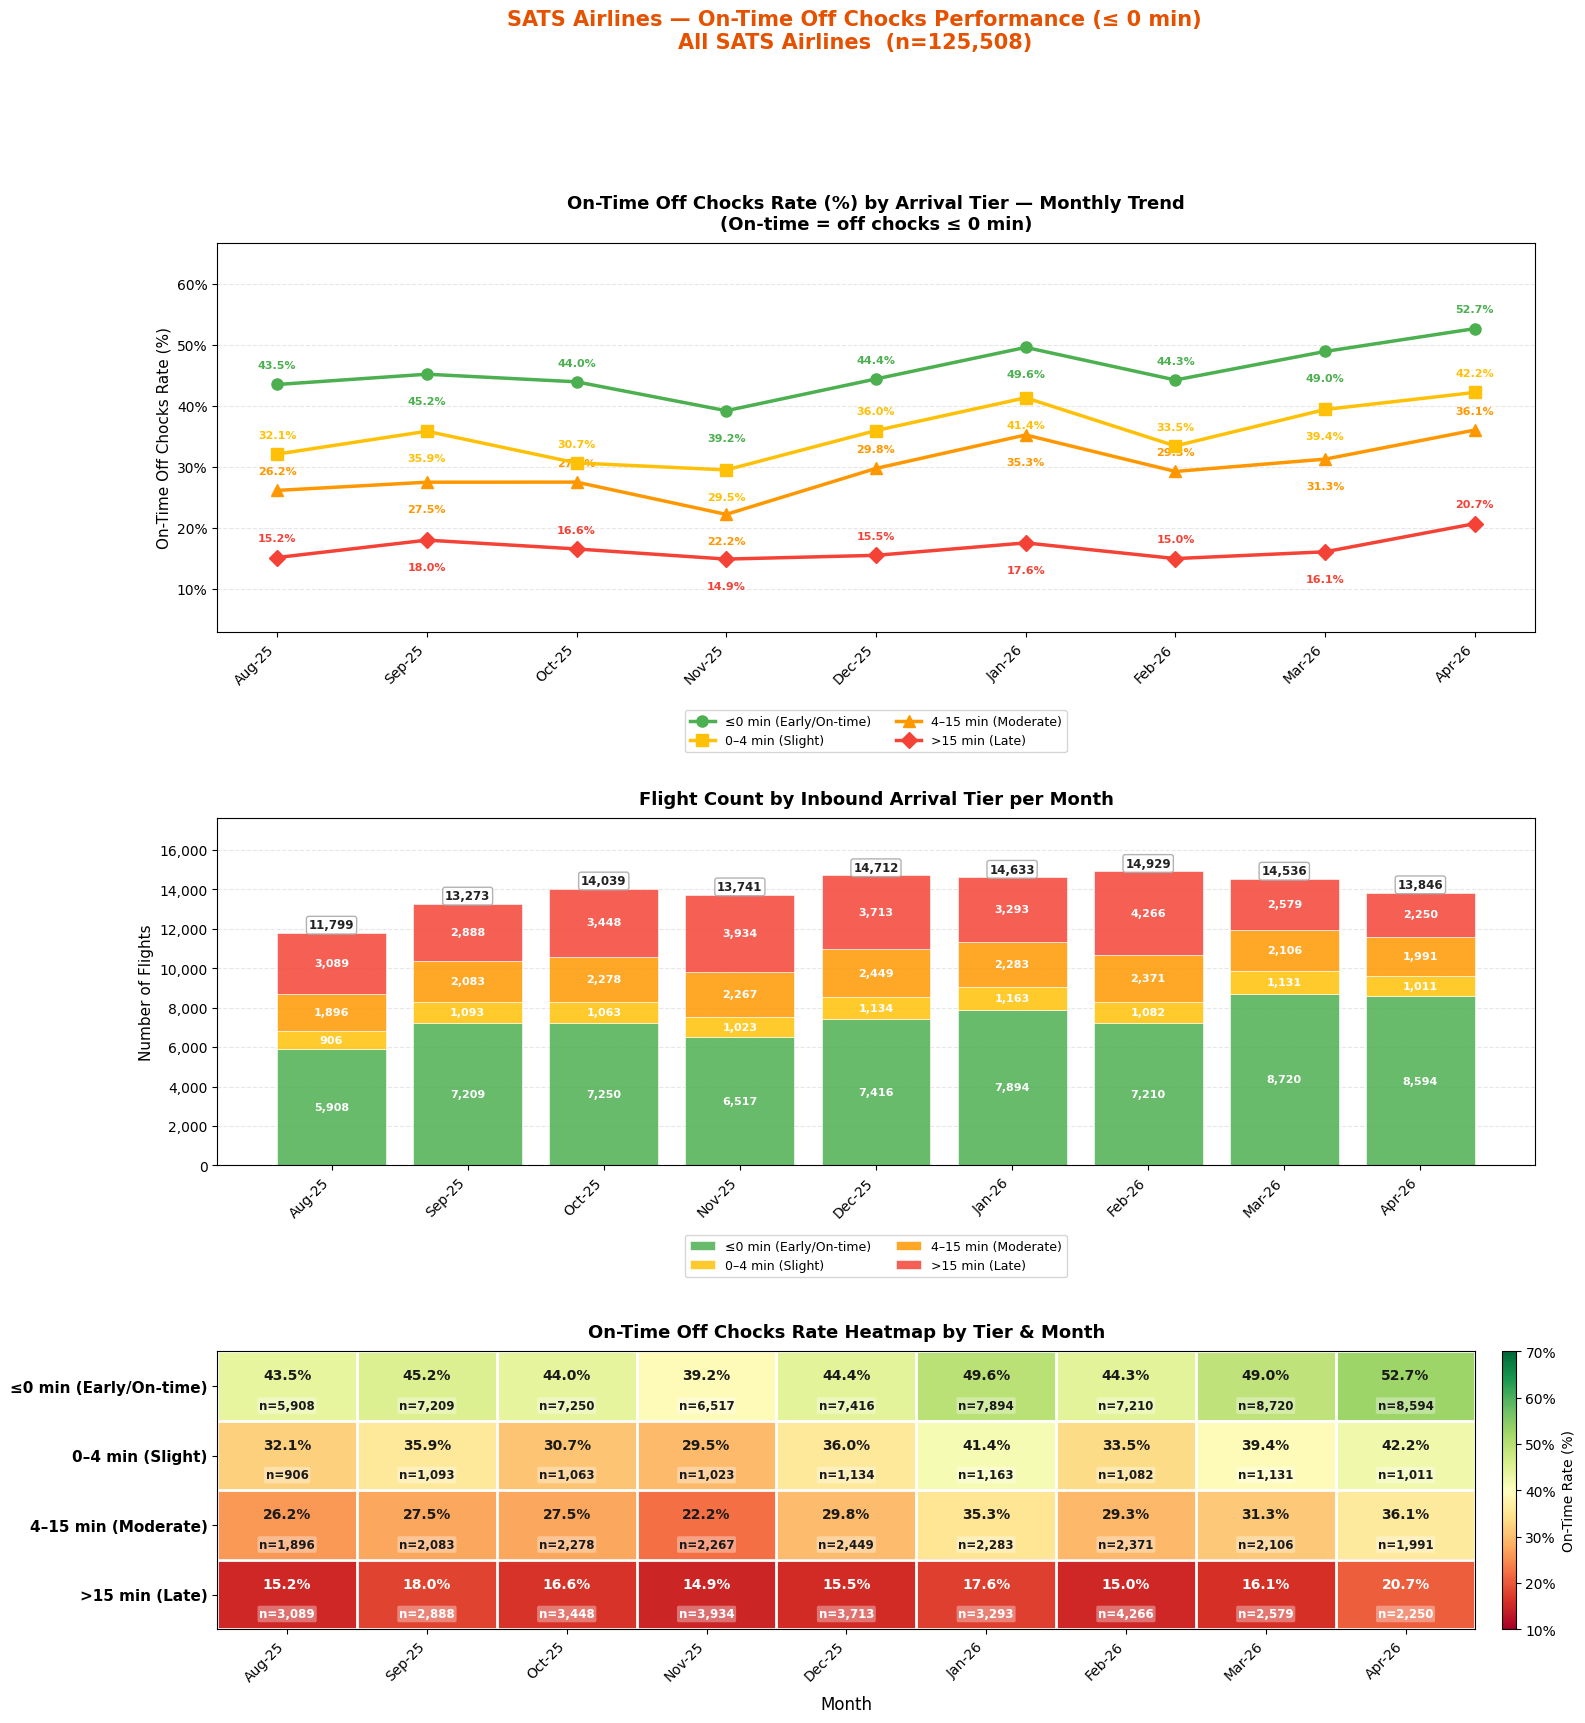 SATS Airlines — On-Time Off Chocks Performance (≤ 0 min)
All SATS Airlines  (n=125,508)
On-Time Off Chocks Rate (%) by Arrival Tier — Monthly Trend
(On-time = off chocks ≤ 0 min)
On-Time Off Chocks Rate (%)
60%
50%
40%
30%
20%
10%
43.5% 45.2% 44.0% 39.2% 44.4% 49.6% 44.3% 49.0% 52.7%
32.1% 35.9% 30.7% 29.5% 36.0% 41.4% 33.5% 39.4% 42.2%
26.2% 27.5% 22.2% 29.8% 35.3% 31.3% 36.1%
15.2% 18.0% 16.6% 14.9% 15.5% 17.6% 15.0% 16.1% 20.7%
Aug-25 Sep-25 Oct-25 Nov-25 Dec-25 Jan-26 Feb-26 Mar-26 Apr-26
≤0 min (Early/On-time) 4–15 min (Moderate)
0–4 min (Slight) >15 min (Late)
Flight Count by Inbound Arrival Tier per Month
Number of Flights
16,000
14,000
12,000
10,000
8,000
6,000
4,000
2,000
0
11,799 13,273 14,039 13,741 14,712 14,633 14,929 14,536 13,846
3,089 2,888 3,448 3,934 3,713 3,293 4,266 2,579 2,250
1,896 2,083 2,278 2,267 2,449 2,283 2,371 2,106 1,991
906 1,093 1,063 1,023 1,134 1,163 1,082 1,131 1,011
5,908 7,209 7,250 6,517 7,416 7,894 7,210 8,720 8,594
Aug-25 Sep-25 Oct-25 Nov-25 Dec-25 Jan-26 Feb-26 Mar-26 Apr-26
≤0 min (Early/On-time) 4–15 min (Moderate)
0–4 min (Slight) >15 min (Late)
On-Time Off Chocks Rate Heatmap by Tier & Month
≤0 min (Early/On-time)
43.5% 45.2% 44.0% 39.2% 44.4% 49.6% 44.3% 49.0% 52.7%
n=5,908 n=7,209 n=7,250 n=6,517 n=7,416 n=7,894 n=7,210 n=8,720 n=8,594
0–4 min (Slight)
32.1% 35.9% 30.7% 29.5% 36.0% 41.4% 33.5% 39.4% 42.2%
n=906 n=1,093 n=1,063 n=1,023 n=1,134 n=1,163 n=1,082 n=1,131 n=1,011
4–15 min (Moderate)
26.2% 27.5% 27.5% 22.2% 29.8% 35.3% 29.3% 31.3% 36.1%
n=1,896 n=2,083 n=2,278 n=2,267 n=2,449 n=2,283 n=2,371 n=2,106 n=1,991
>15 min (Late)
15.2% 18.0% 16.6% 14.9% 15.5% 17.6% 15.0% 16.1% 20.7%
n=3,089 n=2,888 n=3,448 n=3,934 n=3,713 n=3,293 n=4,266 n=2,579 n=2,250
Aug-25 Sep-25 Oct-25 Nov-25 Dec-25 Jan-26 Feb-26 Mar-26 Apr-26
Month
70%
60%
50%
40%
30%
20%
10%
On-Time Rate (%)